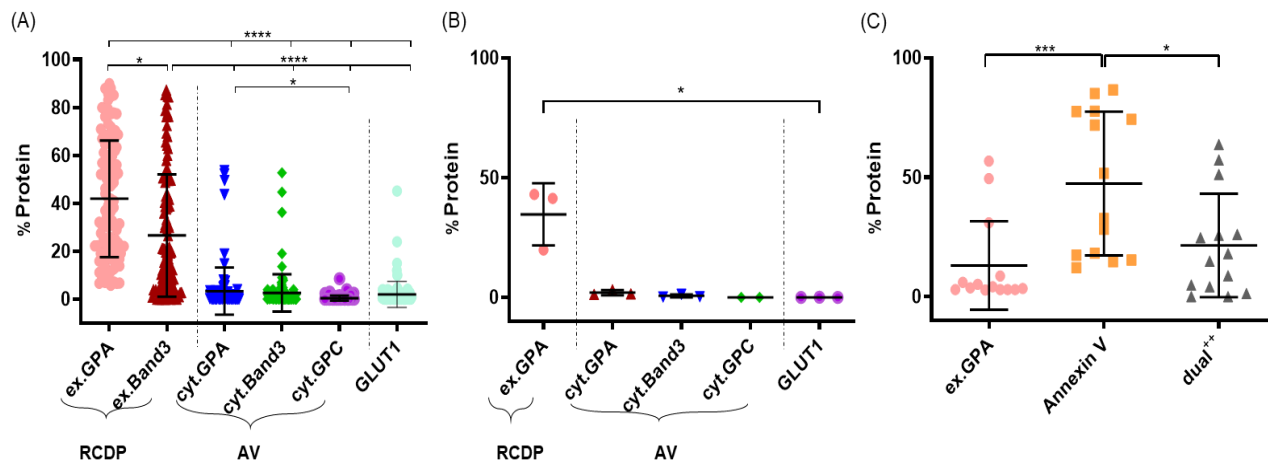 (A)
****
*
****
*
% Protein
100
80
60
40
20
0
ex.GPA
ex.Band3
cyt.GPA
cyt.Band3
cyt.GPC
GLUT1
RCDP
AV
(B)
*
% Protein
100
50
0
ex.GPA
cyt.GPA
cyt.Band3
cyt.GPC
GLUT1
RCDP
AV
(C)
***
*
% Protein
100
50
0
ex.GPA
Annexin V
dual⁺⁺